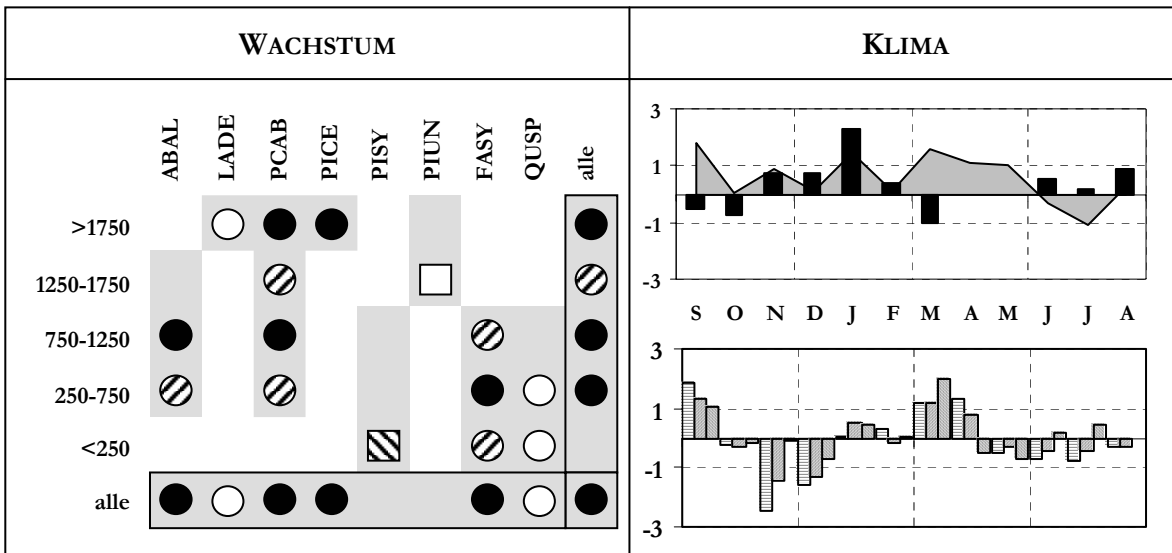 WACHSTUM
KLIMA
ABAL LADE PCAB PICE PISY PIUN FASY QUSP alle
>1750
1250-1750
750-1250
250-750
<250
alle
3
1
-1
-3
S O N D J F M A M J J A
3
1
-1
-3